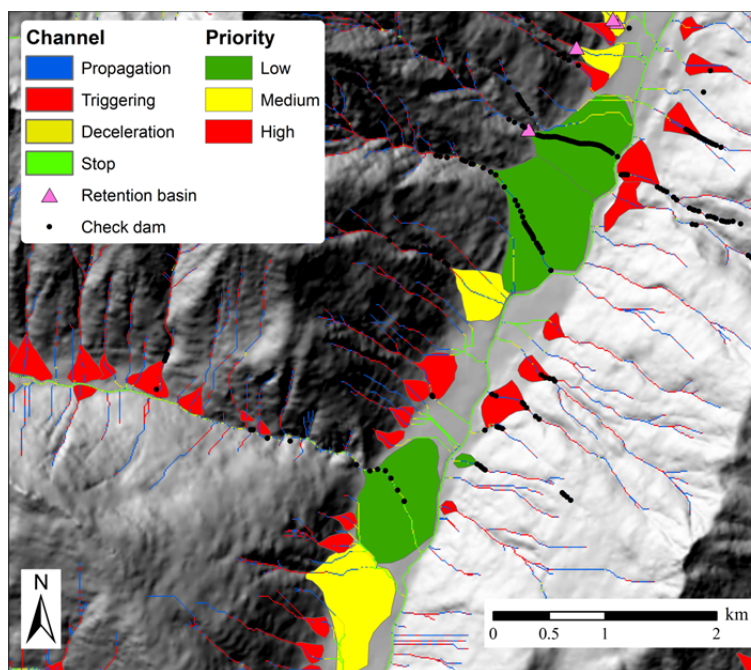 Channel
Propagation
Triggering
Deceleration
Stop
Retention basin
Check dam
Priority
Low
Medium
High
N
km
0 0.5 1 2